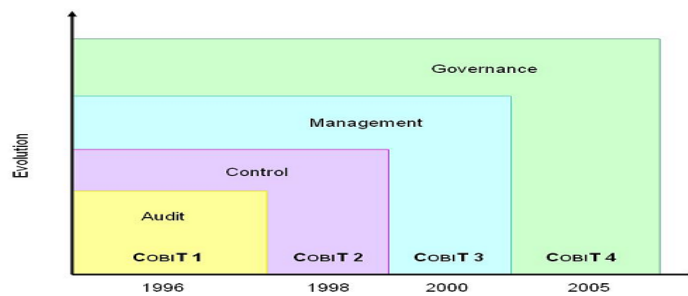 Governance
Management
Control
Audit
Evolution
COBIT 1 COBIT 2 COBIT 3 COBIT 4
1996 1998 2000 2005